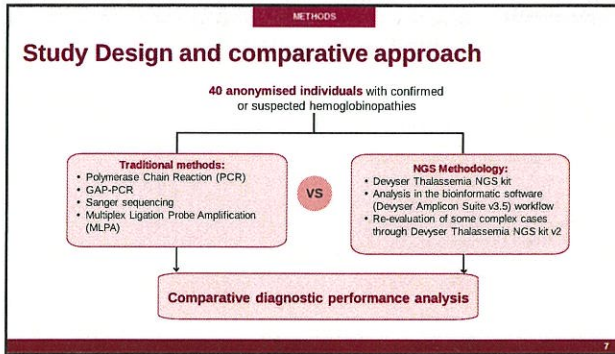 METHODS
Study Design and comparative approach
40 anonymised individuals with confirmed
or suspected hemoglobinopathies
Traditional methods:
• Polymerase Chain Reaction (PCR)
• GAP-PCR
• Sanger sequencing
• Multiplex Ligation Probe Amplification
(MLPA)
VS
NGS Methodology:
• Devyser Thalassemia NGS kit
• Analysis in the bioinformatic software
(Devyser Amplicon Suite v3.5) workflow
• Re-evaluation of some complex cases
through Devyser Thalassemia NGS kit v2
Comparative diagnostic performance analysis
7